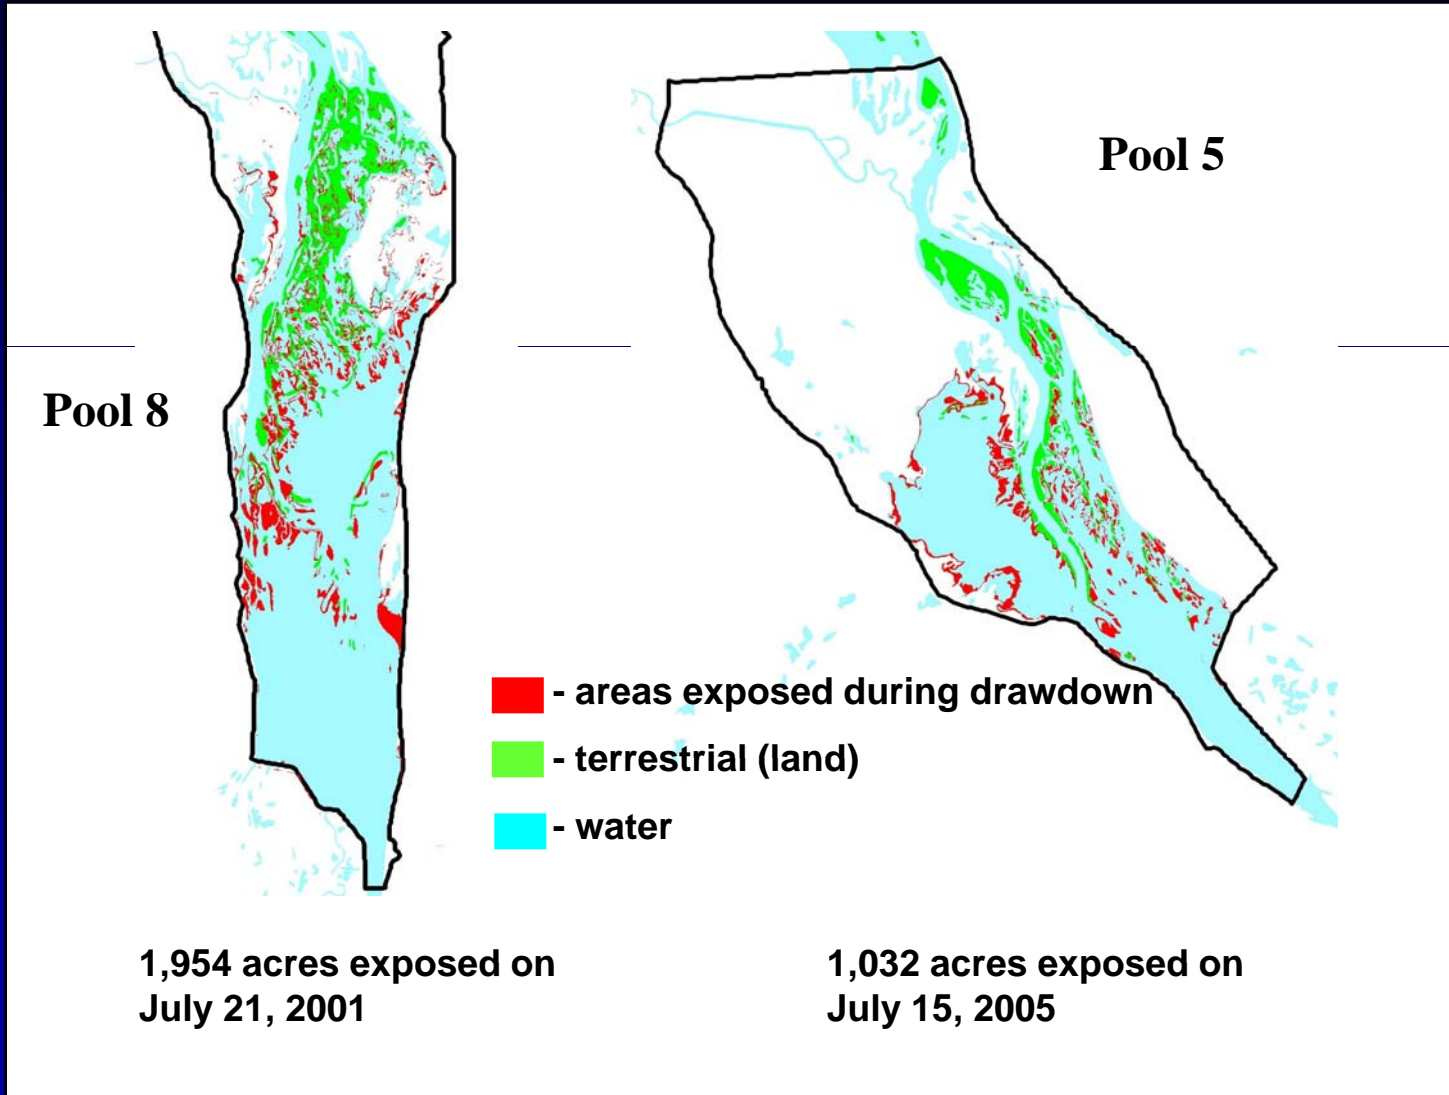 Pool 5
Pool 8
- areas exposed during drawdown
- terrestrial (land)
- water
1,954 acres exposed on
July 21, 2001
1,032 acres exposed on
July 15, 2005